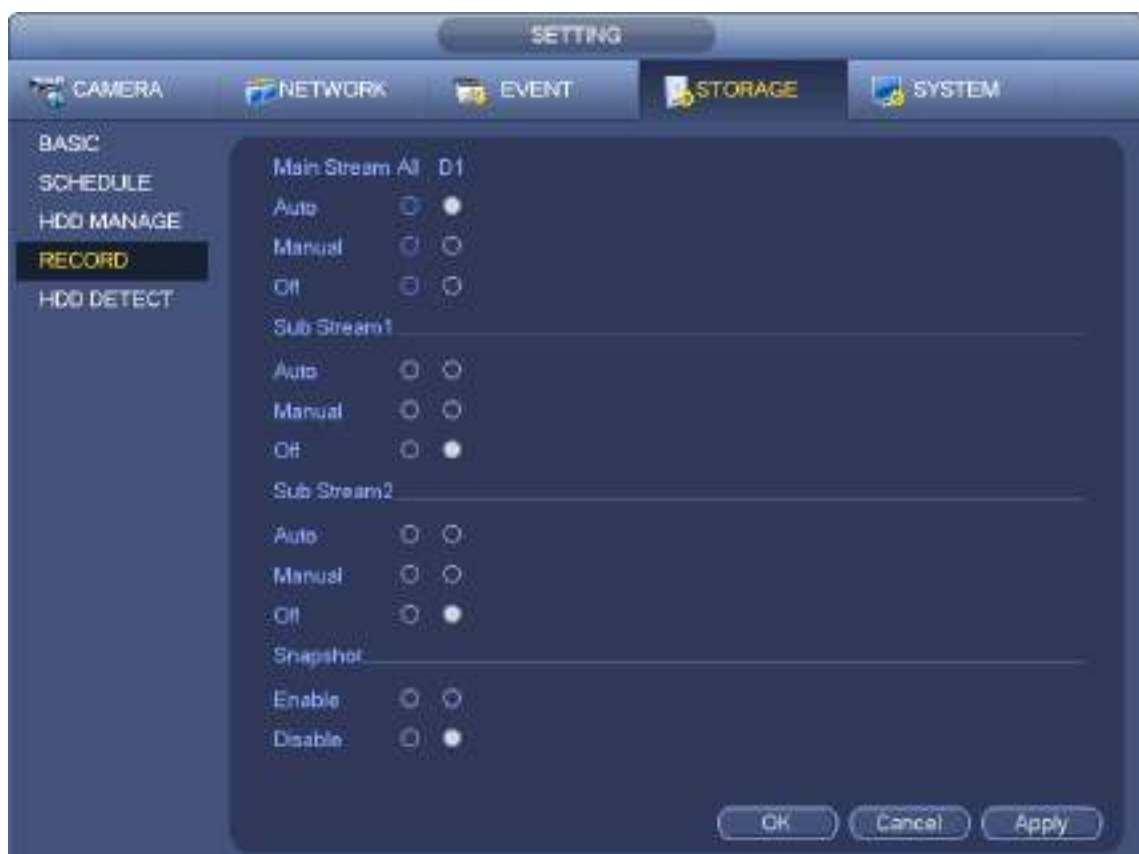 SETTING
CAMERA NETWORK EVENT STORAGE SYSTEM
BASIC
SCHEDULE
HDD MANAGE
RECORD
HDD DETECT
Main Stream All D1
Auto
Manual
Off
Sub Stream1
Auto
Manual
Off
Sub Stream2
Auto
Manual
Off
Snapshot
Enable
Disable
OK Cancel Apply